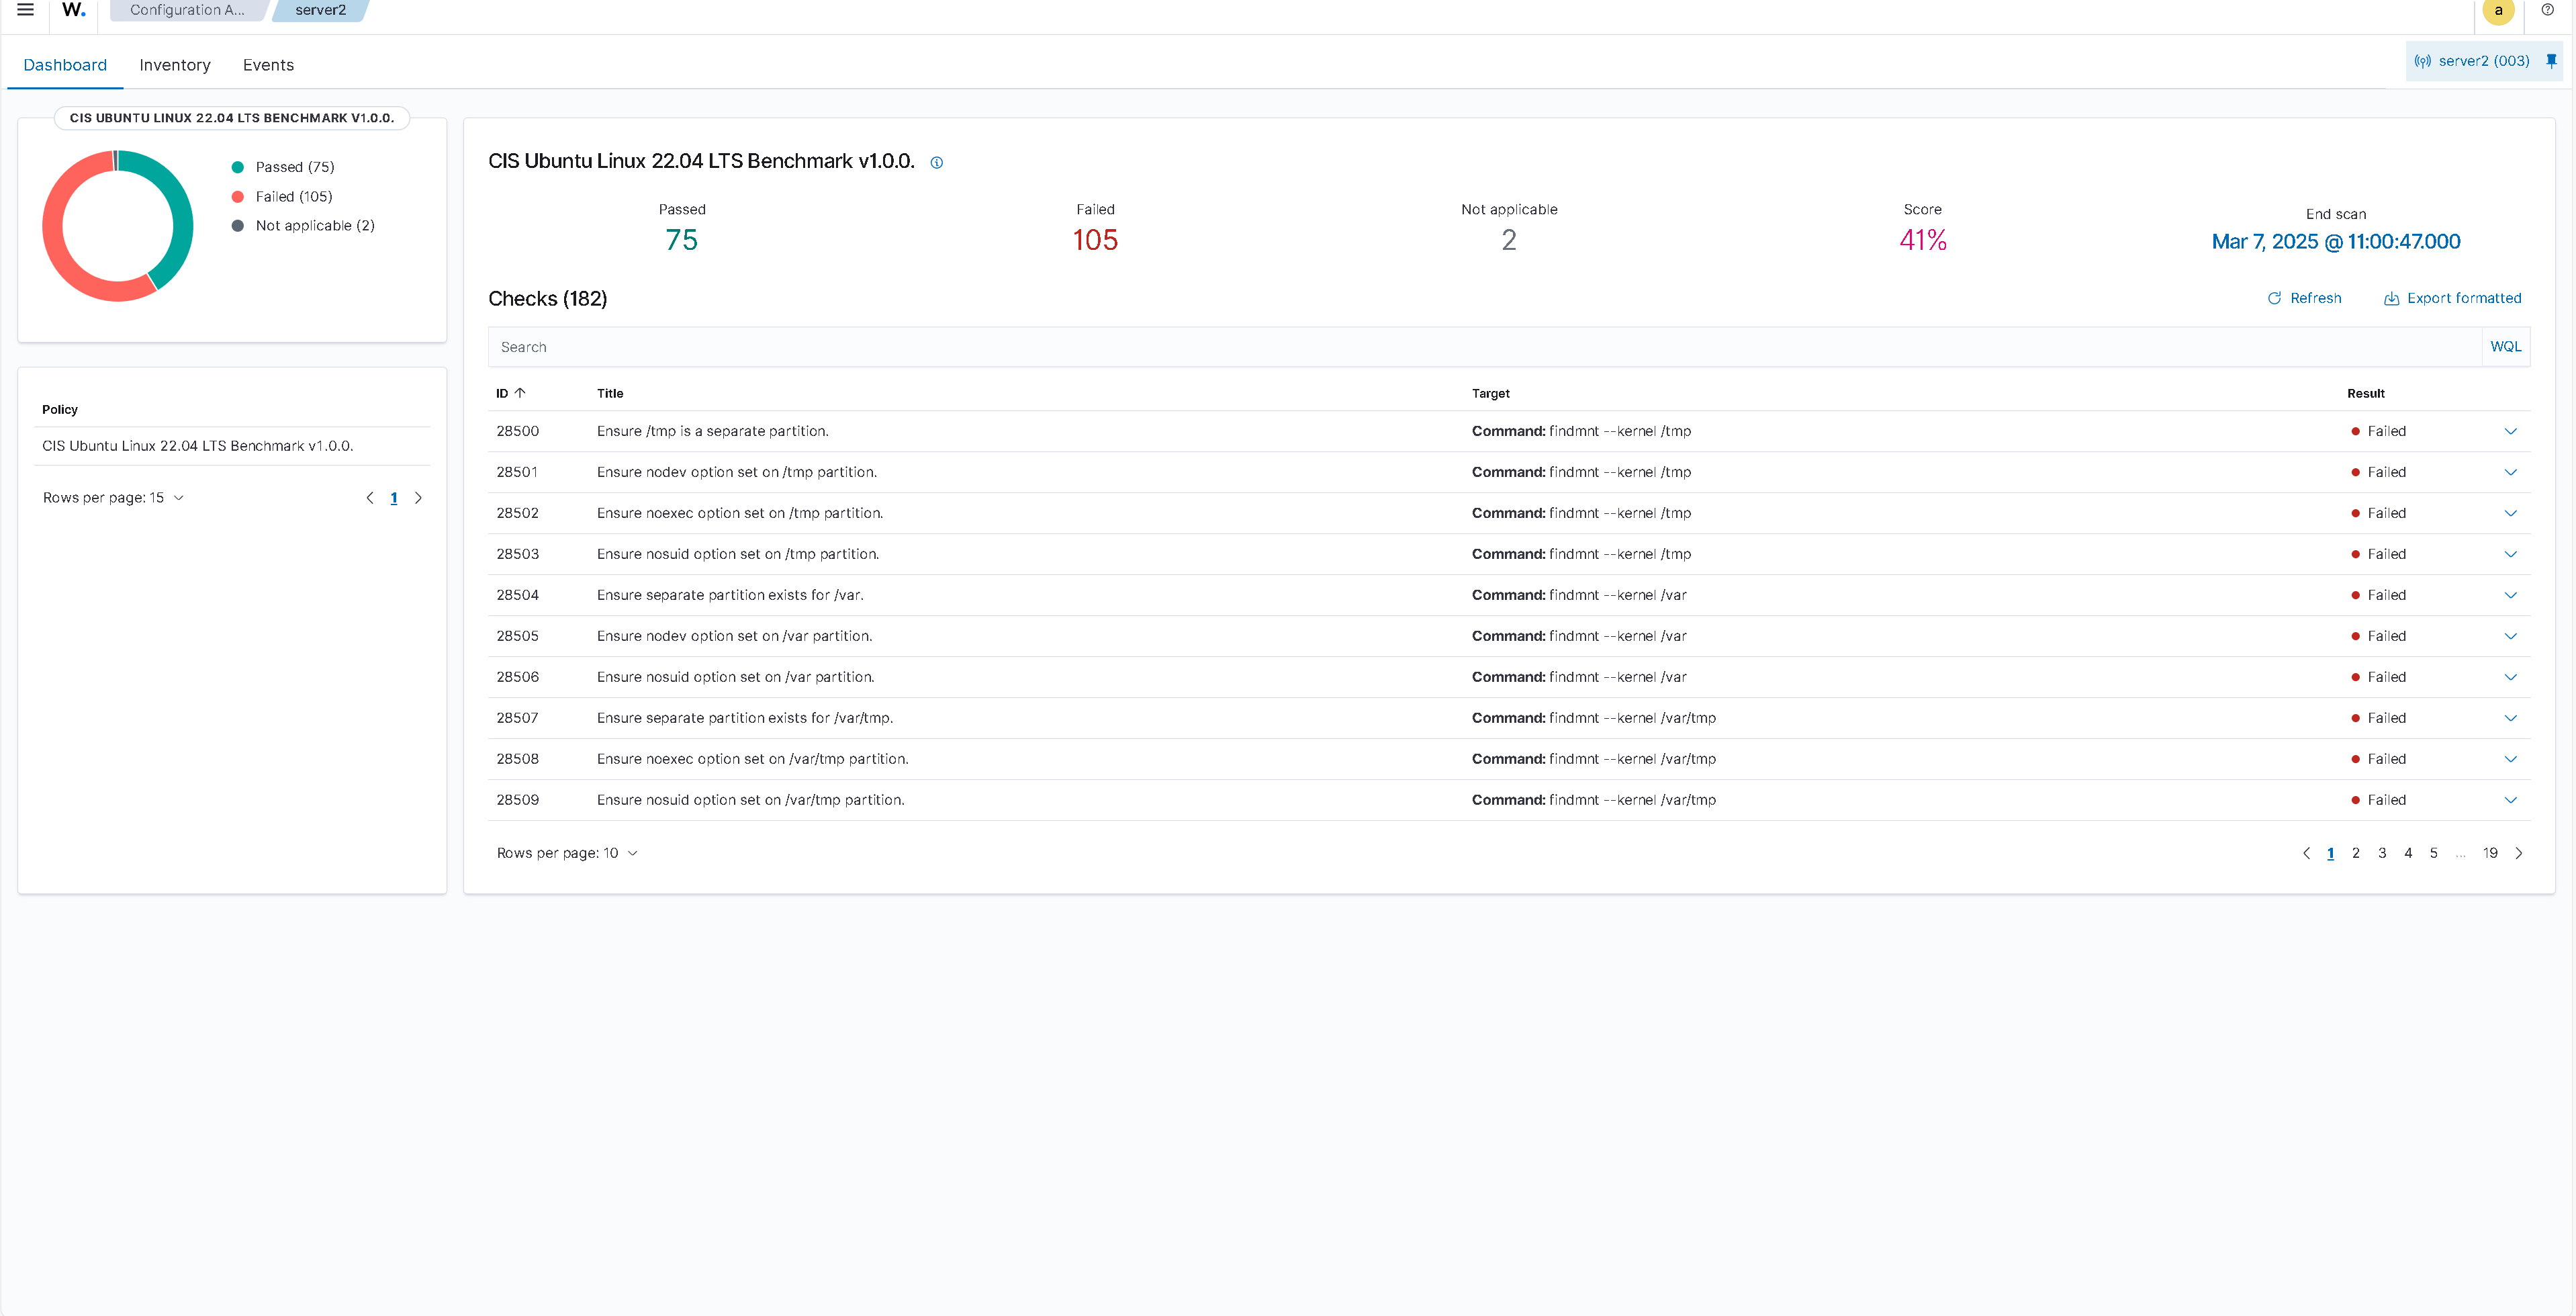 W.
Configuration A...
server2
a
Dashboard
Inventory
Events
server2 (003)
CIS UBUNTU LINUX 22.04 LTS BENCHMARK V1.0.0.
Passed (75)
Failed (105)
Not applicable (2)
Policy
CIS Ubuntu Linux 22.04 LTS Benchmark v1.0.0.
Rows per page: 15
1
CIS Ubuntu Linux 22.04 LTS Benchmark v1.0.0.
Passed
75
Failed
105
Not applicable
2
Score
41%
End scan
Mar 7, 2025 @ 11:00:47.000
Checks (182)
Refresh
Export formatted
Search
WQL
ID Title Target Result
28500 Ensure /tmp is a separate partition. Command: findmnt --kernel /tmp Failed
28501 Ensure nodev option set on /tmp partition. Command: findmnt --kernel /tmp Failed
28502 Ensure noexec option set on /tmp partition. Command: findmnt --kernel /tmp Failed
28503 Ensure nosuid option set on /tmp partition. Command: findmnt --kernel /tmp Failed
28504 Ensure separate partition exists for /var. Command: findmnt --kernel /var Failed
28505 Ensure nodev option set on /var partition. Command: findmnt --kernel /var Failed
28506 Ensure nosuid option set on /var partition. Command: findmnt --kernel /var Failed
28507 Ensure separate partition exists for /var/tmp. Command: findmnt --kernel /var/tmp Failed
28508 Ensure noexec option set on /var/tmp partition. Command: findmnt --kernel /var/tmp Failed
28509 Ensure nosuid option set on /var/tmp partition. Command: findmnt --kernel /var/tmp Failed
Rows per page: 10
1 2 3 4 5 ... 19